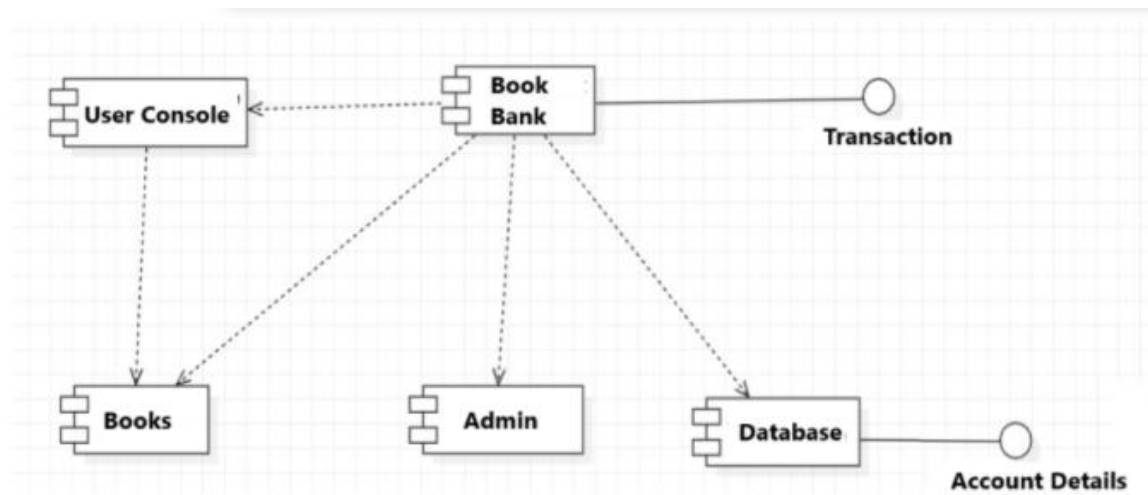 User Console
Book
Bank
Transaction
Books
Admin
Database
Account Details